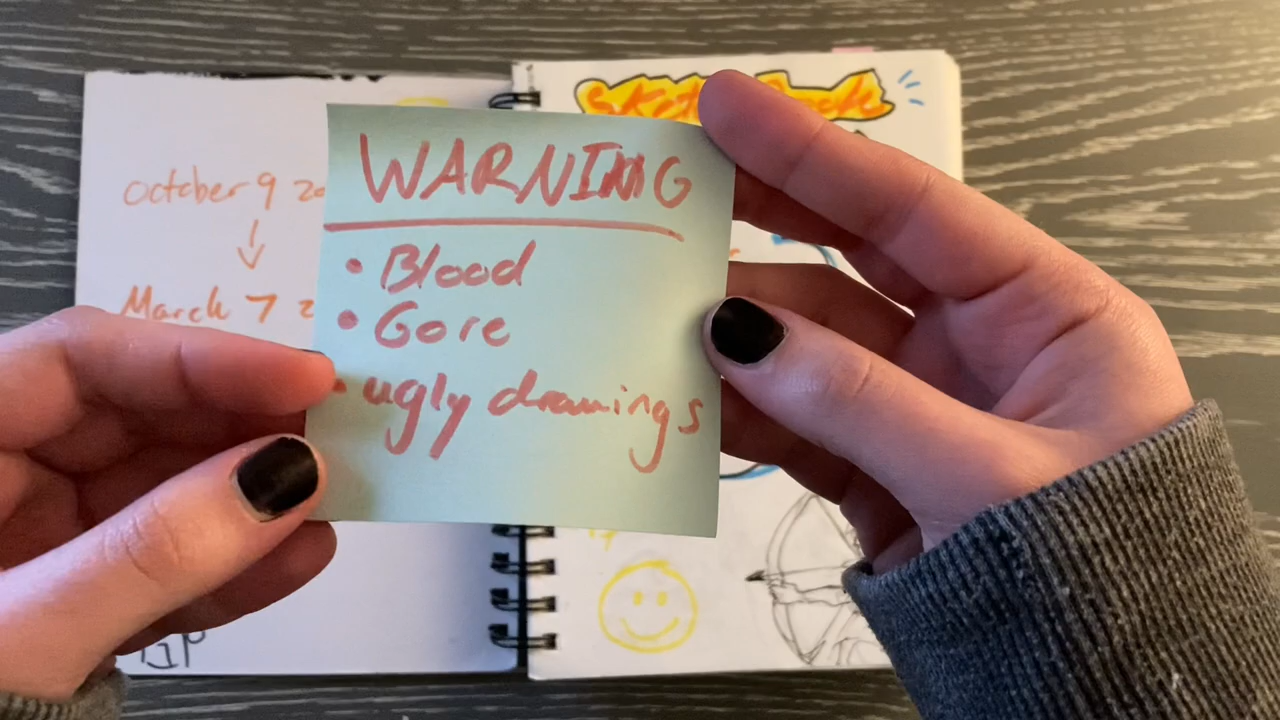 WARNING
• Blood
• Gore
• ugly drawings
October 9
↓
March 7